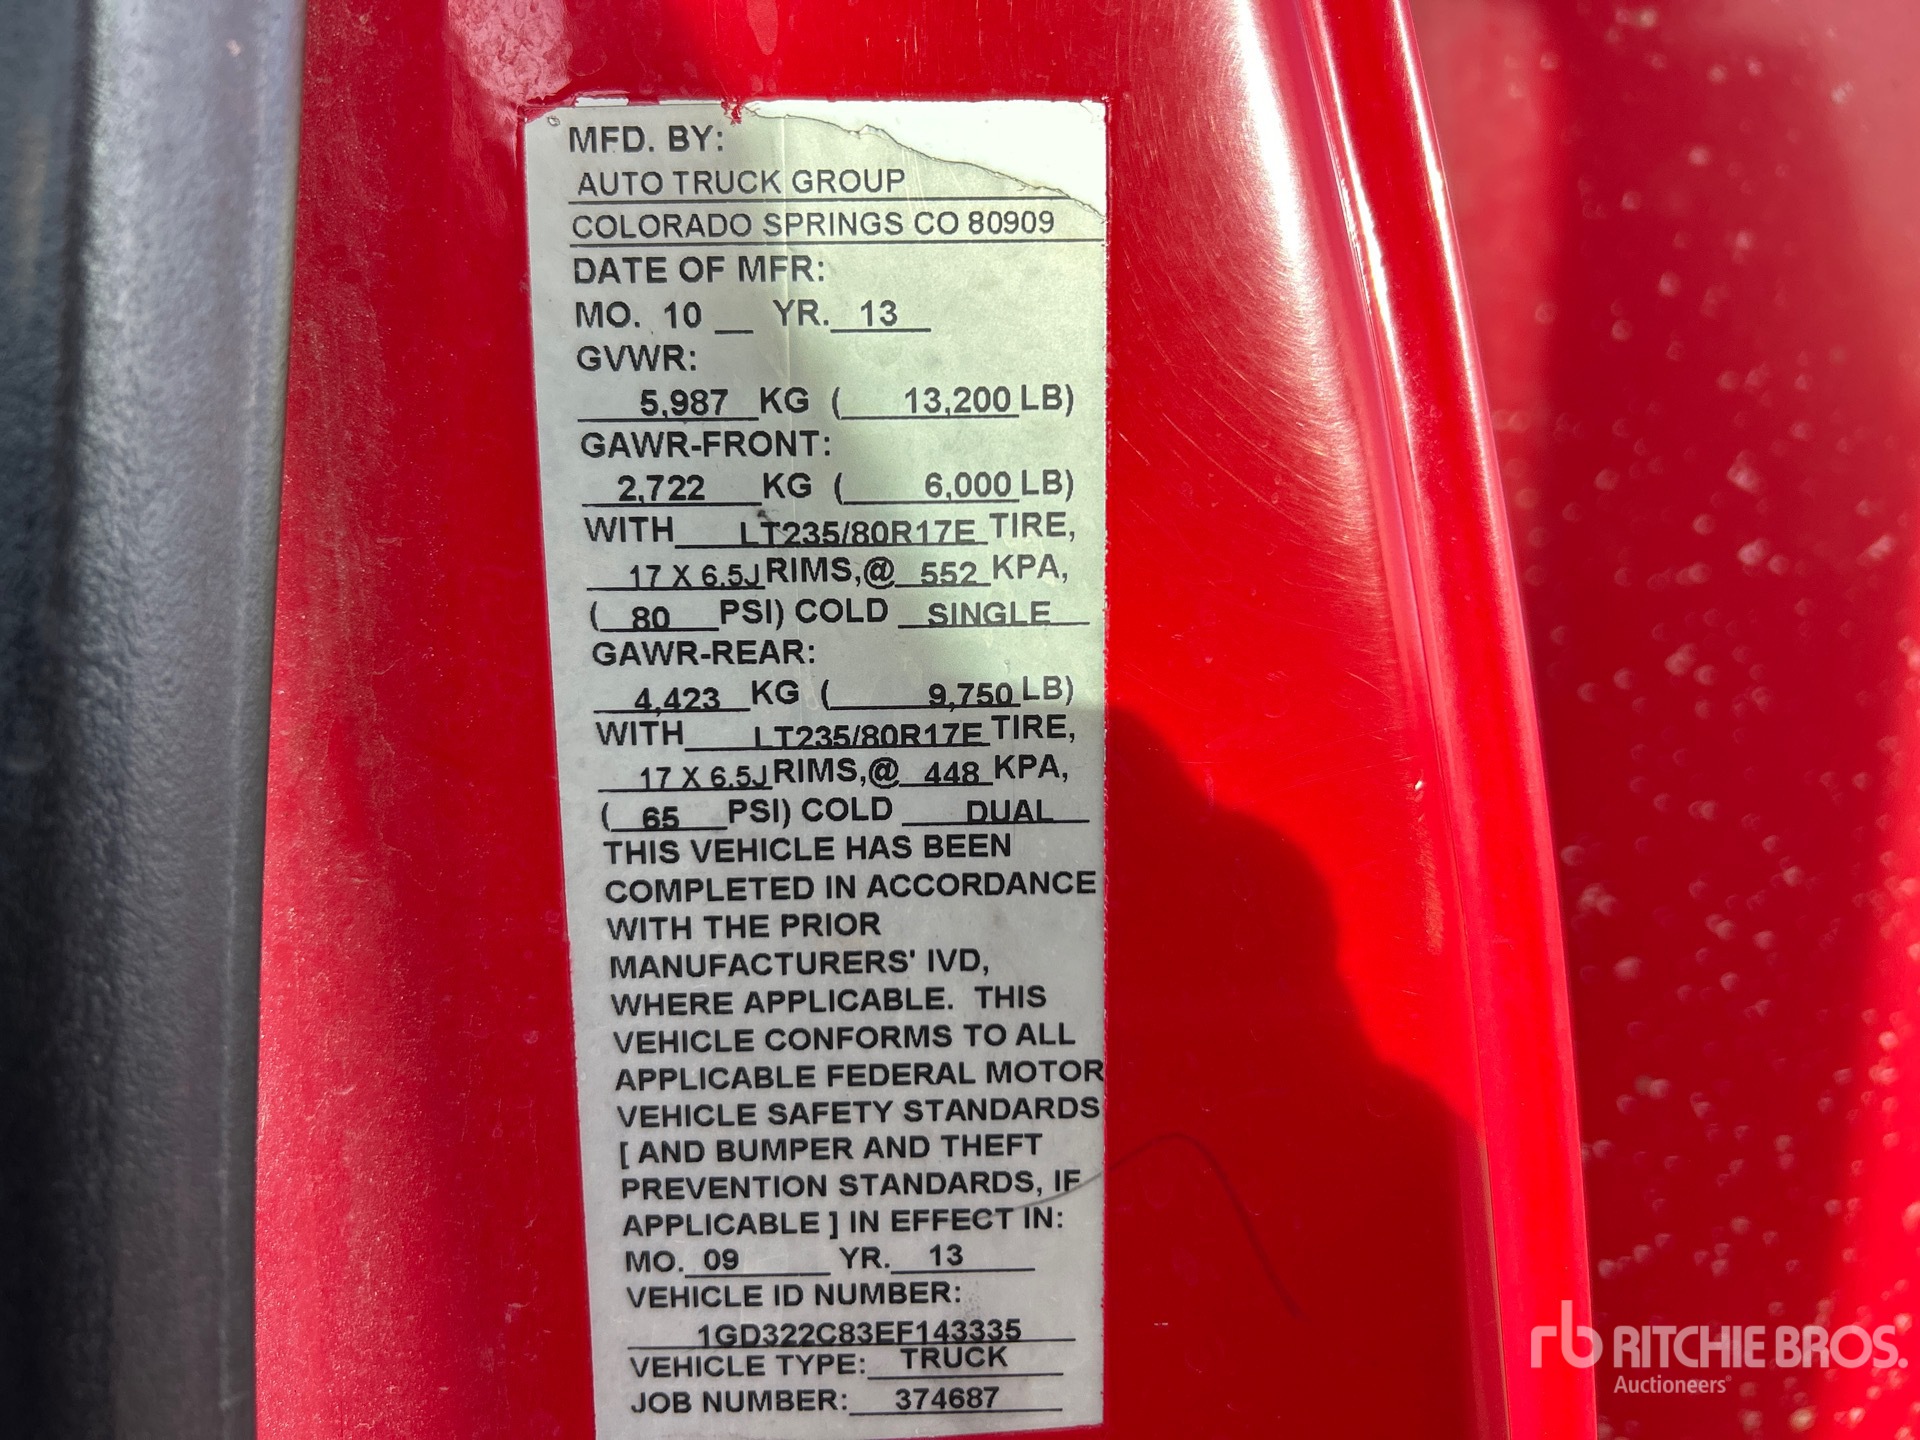 MFD. BY:
AUTO TRUCK GROUP
COLORADO SPRINGS CO 80909
DATE OF MFR:
MO. 10 __ YR. 13
GVWR:
5,987 KG ( 13,200 LB)
GAWR-FRONT:
2,722 KG ( 6,000 LB)
WITH LT235/80R17E TIRE,
17 X 6.5J RIMS,@ 552 KPA,
( 80 PSI) COLD SINGLE
GAWR-REAR:
4,423 KG ( 9,750 LB)
WITH LT235/80R17E TIRE,
17 X 6.5J RIMS,@ 448 KPA,
( 65 PSI) COLD DUAL
THIS VEHICLE HAS BEEN
COMPLETED IN ACCORDANCE
WITH THE PRIOR
MANUFACTURERS' IVD,
WHERE APPLICABLE. THIS
VEHICLE CONFORMS TO ALL
APPLICABLE FEDERAL MOTOR
VEHICLE SAFETY STANDARDS
[ AND BUMPER AND THEFT
PREVENTION STANDARDS, IF
APPLICABLE ] IN EFFECT IN:
MO. 09 YR. 13
VEHICLE ID NUMBER:
1GD322C83EF143335
VEHICLE TYPE: TRUCK
JOB NUMBER: 374687
rb RITCHIE BROS.
Auctioneers